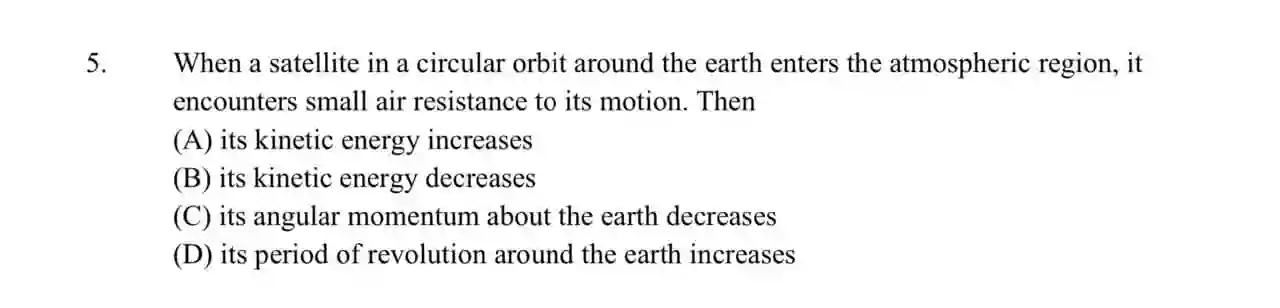 5. When a satellite in a circular orbit around the earth enters the atmospheric region, it
encounters small air resistance to its motion. Then
(A) its kinetic energy increases
(B) its kinetic energy decreases
(C) its angular momentum about the earth decreases
(D) its period of revolution around the earth increases